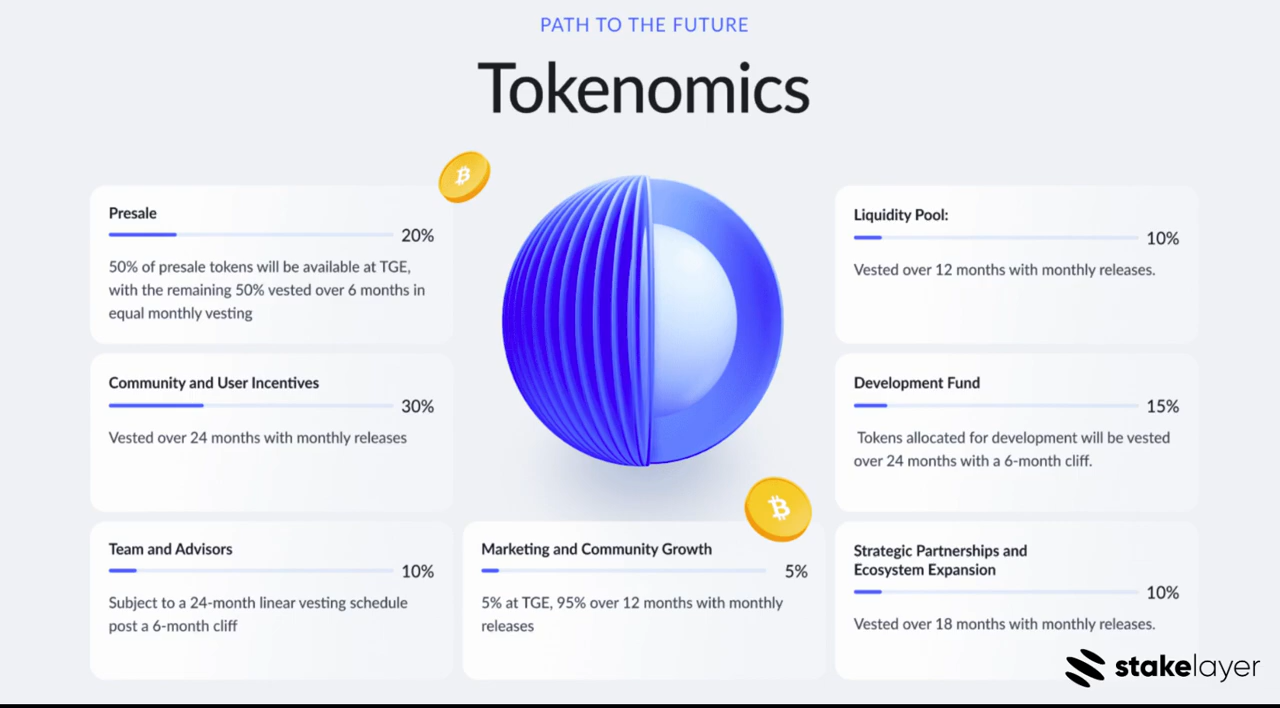 PATH TO THE FUTURE
Tokenomics
Presale
20%
50% of presale tokens will be available at TGE,
with the remaining 50% vested over 6 months in
equal monthly vesting
Community and User Incentives
30%
Vested over 24 months with monthly releases
Team and Advisors
10%
Subject to a 24-month linear vesting schedule
post a 6-month cliff
Marketing and Community Growth
5%
5% at TGE, 95% over 12 months with monthly
releases
Liquidity Pool:
10%
Vested over 12 months with monthly releases.
Development Fund
15%
Tokens allocated for development will be vested
over 24 months with a 6-month cliff.
Strategic Partnerships and
Ecosystem Expansion
10%
Vested over 18 months with monthly releases.
stakelayer